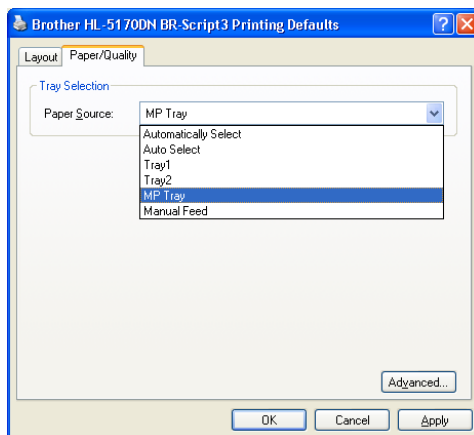 Brother HL-5170DN BR-Script3 Printing Defaults
Layout Paper/Quality
Tray Selection
Paper Source: MP Tray
Automatically Select
Auto Select
Tray1
Tray2
MP Tray
Manual Feed
Advanced...
OK Cancel Apply